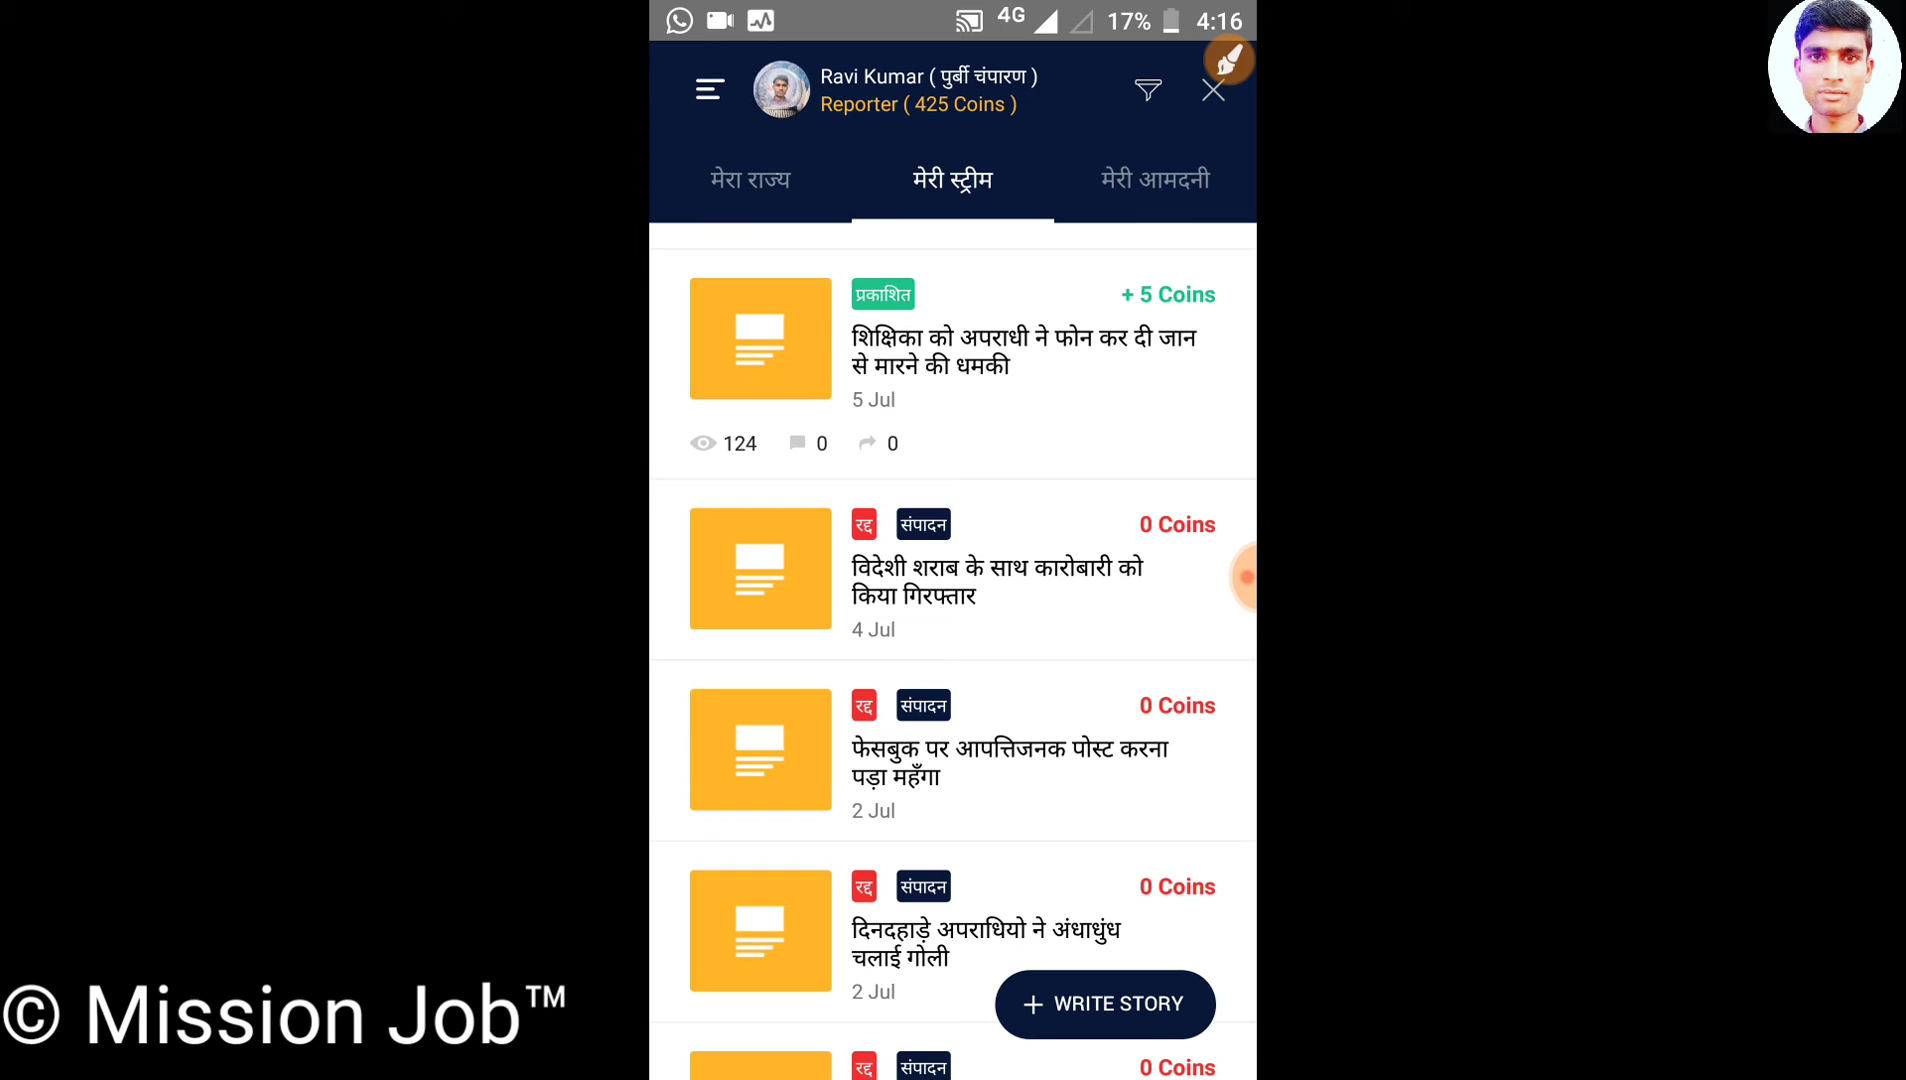 4G 17% 4:16
Ravi Kumar ( पुर्बी चंपारण )
Reporter ( 425 Coins )
मेरा राज्य मेरी स्ट्रीम मेरी आमदनी
प्रकाशित + 5 Coins
शिक्षिका को अपराधी ने फोन कर दी जान
से मारने की धमकी
5 Jul
124 0 0
रद्द संपादन 0 Coins
विदेशी शराब के साथ कारोबारी को
किया गिरफ्तार
4 Jul
रद्द संपादन 0 Coins
फेसबुक पर आपत्तिजनक पोस्ट करना
पड़ा महँगा
2 Jul
रद्द संपादन 0 Coins
दिनदहाड़े अपराधियो ने अंधाधुंध
चलाई गोली
2 Jul
+ WRITE STORY
रद्द संपादन 0 Coins
© Mission Job™